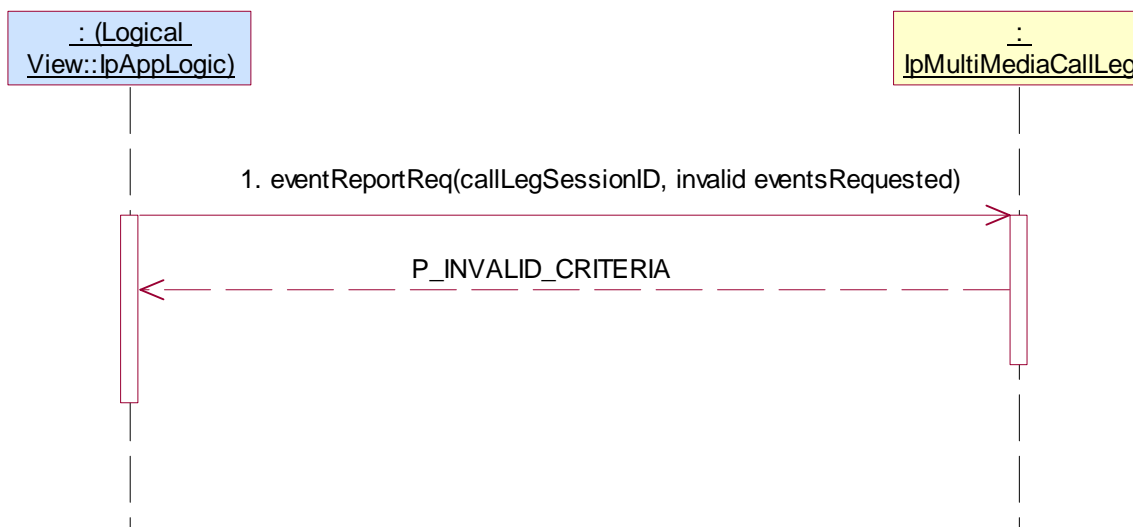 : (Logical
View::IpAppLogic)
:
IpMultiMediaCallLeg
1. eventReportReq(callLegSessionID, invalid eventsRequested)
P_INVALID_CRITERIA